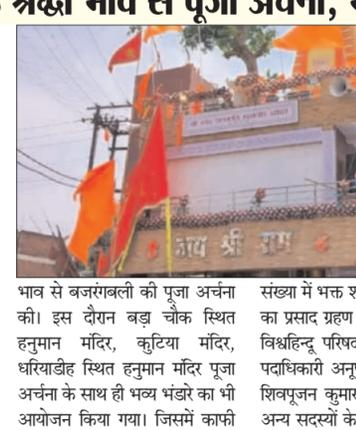 श्रद्धा भाव से पूजा अर्चना,
जय श्री राम
भाव से बजरंगबली की पूजा अर्चना
की। इस दौरान बड़ा चौक स्थित
हनुमान मंदिर, कुटिया मंदिर,
धरियाडीह स्थित हनुमान मंदिर पूजा
अर्चना के साथ ही भव्य भंडारे का भी
आयोजन किया गया। जिसमें काफी
संख्या में भक्त
का प्रसाद ग्रहण
विश्वहिन्दू परिषद
पदाधिकारी
शिवपूजन कुमार
अन्य सदस्यों के